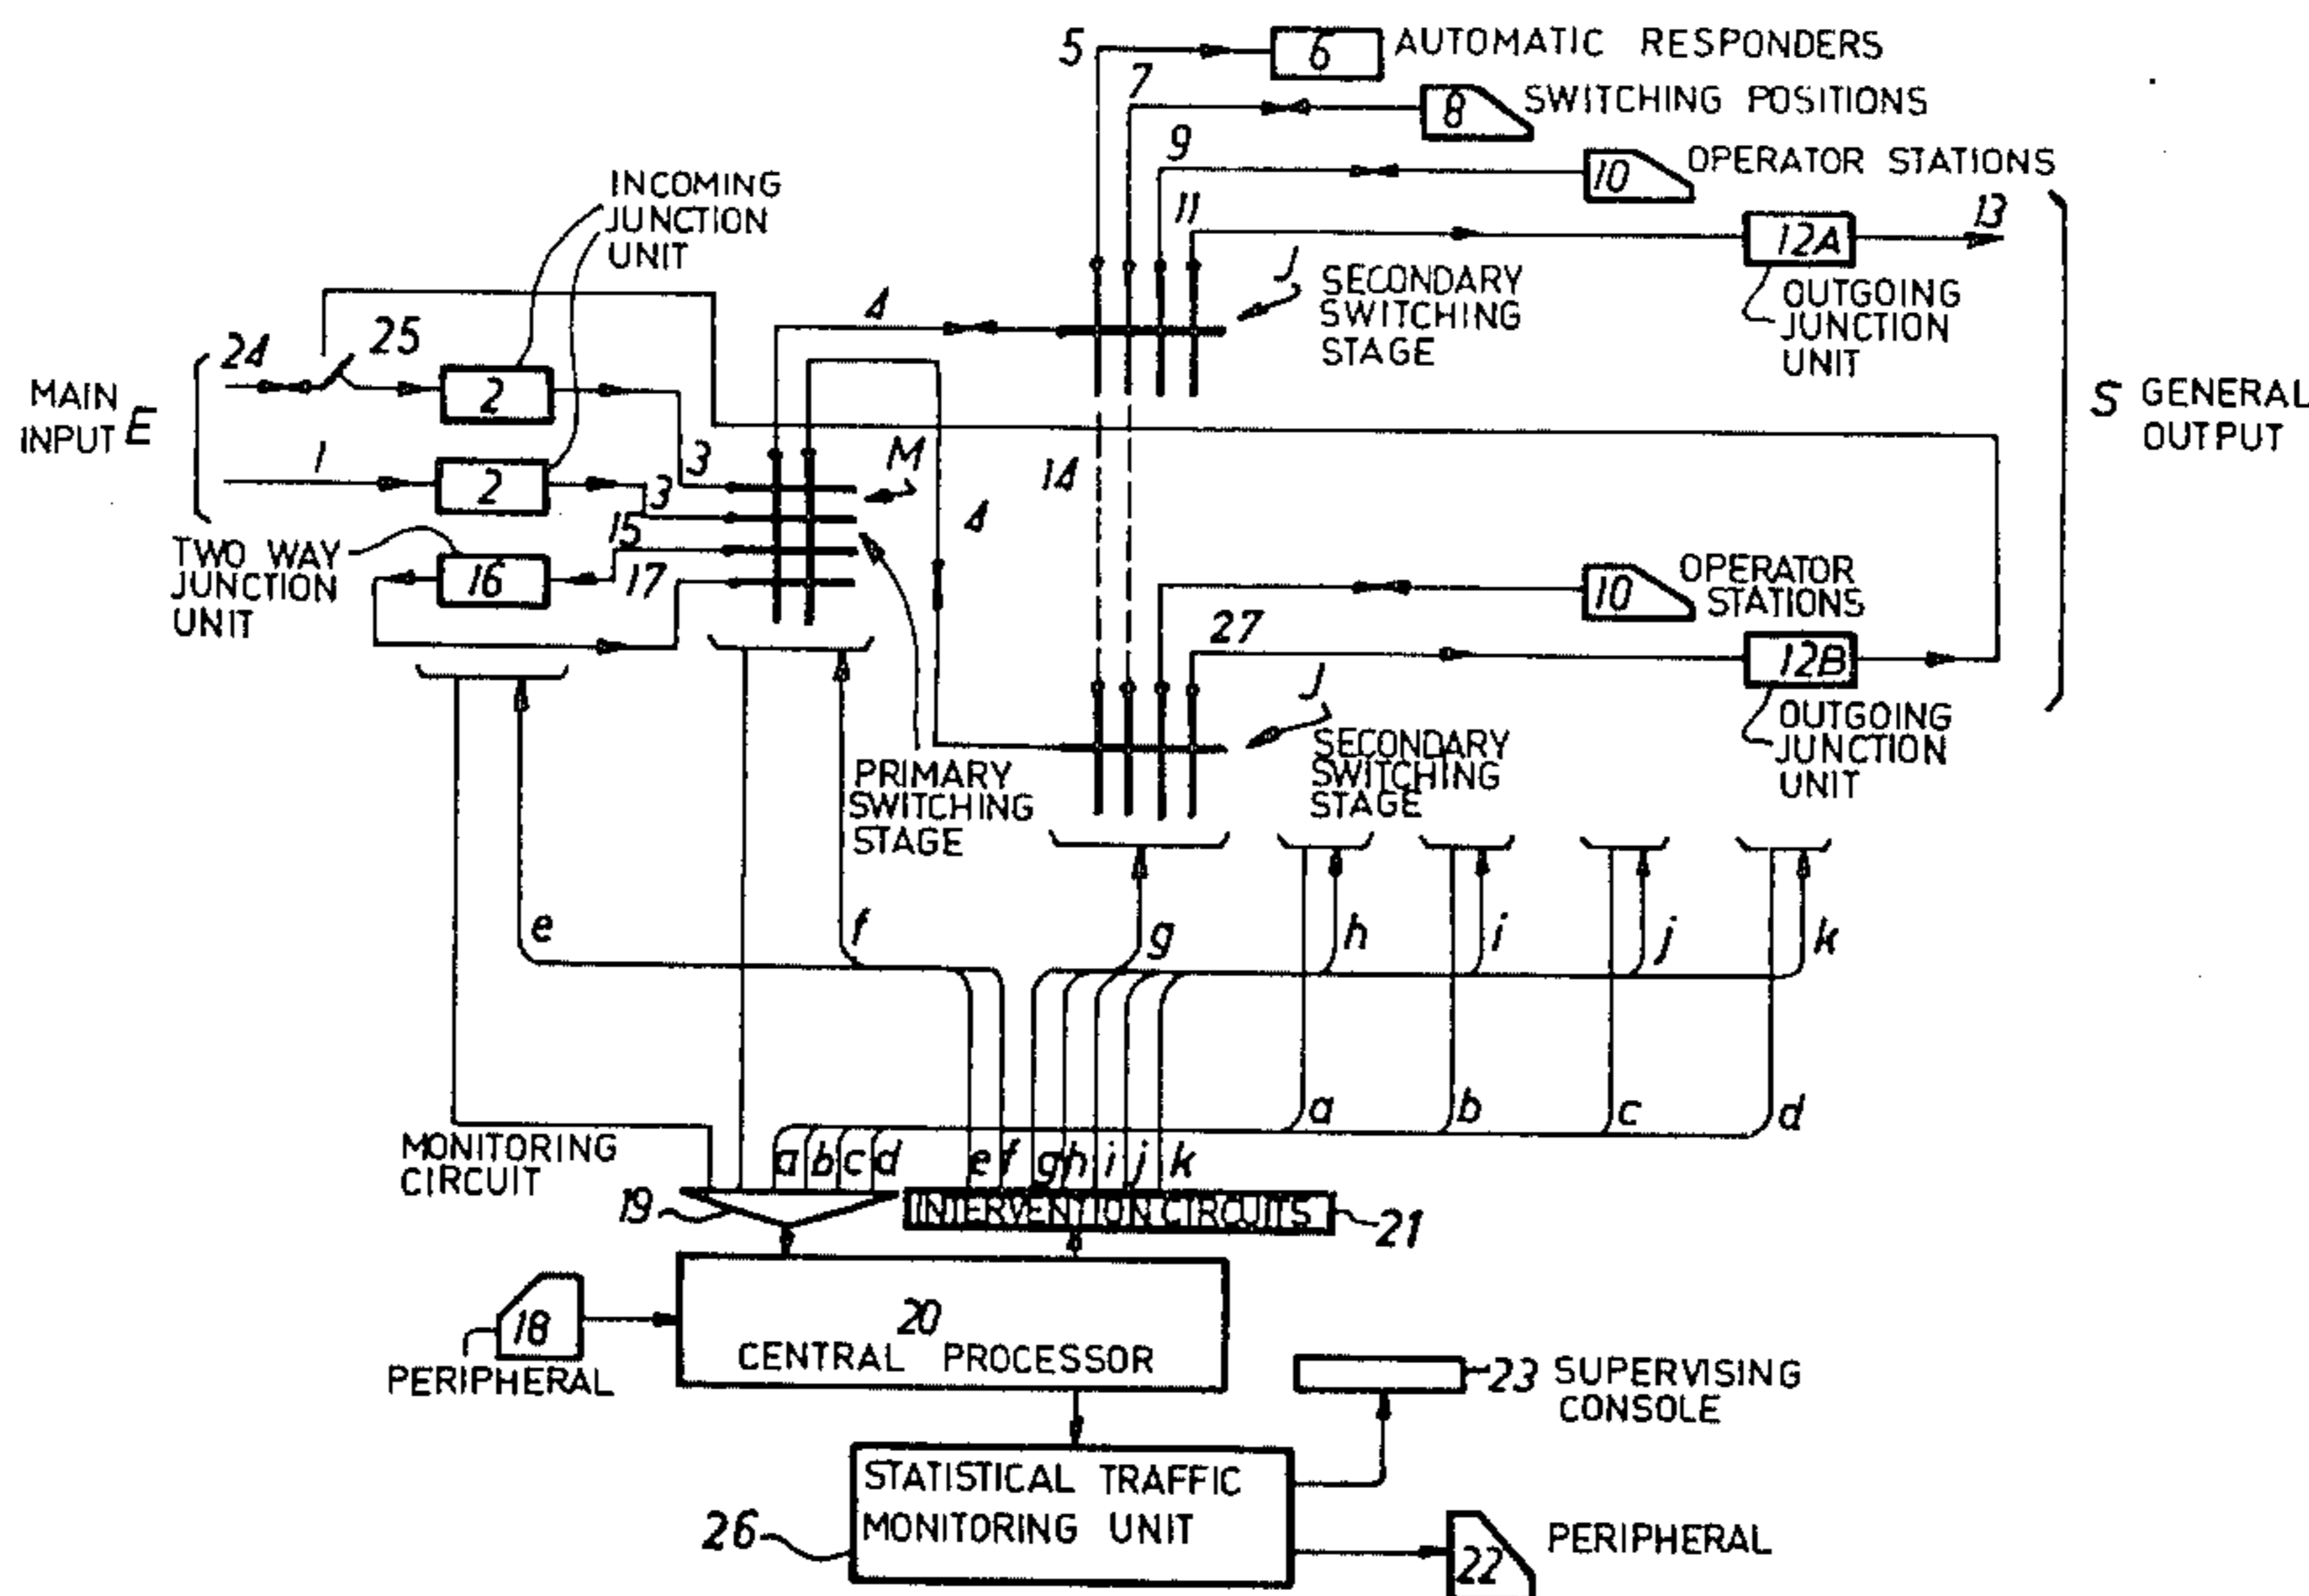 5
6
AUTOMATIC RESPONDERS
7
8
SWITCHING POSITIONS
9
10
OPERATOR STATIONS
11
12A
13
J
SECONDARY
SWITCHING
STAGE
OUTGOING
JUNCTION
UNIT
INCOMING
JUNCTION
UNIT
4
24
25
2
MAIN
INPUT E
1
2
3
3
M
15
TWO WAY
JUNCTION
UNIT
16
17
4
14
S GENERAL
OUTPUT
10
OPERATOR
STATIONS
27
12B
J
SECONDARY
SWITCHING
STAGE
OUTGOING
JUNCTION
UNIT
PRIMARY
SWITCHING
STAGE
e
f
g
h
i
j
k
a
b
c
d
MONITORING
CIRCUIT
a b c d e f g h i j k
19
INTERVENTION CIRCUITS
21
18
PERIPHERAL
20
CENTRAL PROCESSOR
23 SUPERVISING
CONSOLE
STATISTICAL TRAFFIC
MONITORING UNIT
26
22
PERIPHERAL